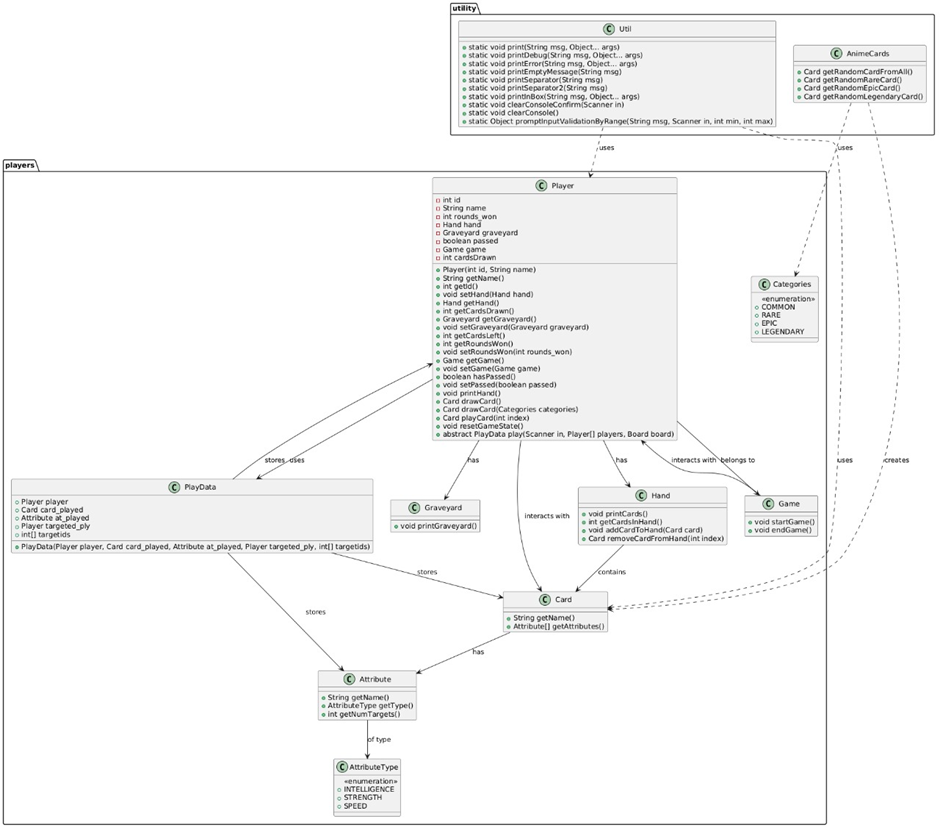 utility
C Util
static void print(String msg, Object... args)
static void printDebug(String msg, Object... args)
static void printError(String msg, Object... args)
static void printEmptyMessage(String msg)
static void printSeparator(String msg)
static void printSeparator2(String msg)
static void printInBox(String msg, Object... args)
static void clearConsoleConfirm(Scanner in)
static void clearConsole()
static Object promptInputValidationByRange(String msg, Scanner in, int min, int max)
C AnimeCards
Card getRandomCardFromAll()
Card getRandomRareCard()
Card getRandomEpicCard()
Card getRandomLegendaryCard()
uses
uses
players
C Player
int id
String name
int rounds_won
Hand hand
Graveyard graveyard
boolean passed
Game game
int cardsDrawn
Player(int id, String name)
String getName()
int getId()
void setHand(Hand hand)
Hand getHand()
int getCardsDrawn()
Graveyard getGraveyard()
void setGraveyard(Graveyard graveyard)
int getCardsLeft()
int getRoundsWon()
void setRoundsWon(int rounds_won)
Game getGame()
void setGame(Game game)
boolean hasPassed()
void setPassed(boolean passed)
void printHand()
Card drawCard()
Card drawCard(Categories categories)
Card playCard(int index)
void resetGameState()
abstract PlayData play(Scanner in, Player[] players, Board board)
C Categories
«enumeration»
COMMON
RARE
EPIC
LEGENDARY
stores
uses
has
interacts with
has
interacts with
belongs to
uses
creates
C PlayData
Player player
Card card_played
Attribute at_played
Player targeted_ply
int[] targetids
PlayData(Player player, Card card_played, Attribute at_played, Player targeted_ply, int[] targetids)
C Graveyard
void printGraveyard()
C Hand
void printCards()
int getCardsInHand()
void addCardToHand(Card card)
Card removeCardFromHand(int index)
C Game
void startGame()
void endGame()
stores
contains
C Card
String getName()
Attribute[] getAttributes()
stores
has
C Attribute
String getName()
AttributeType getType()
int getNumTargets()
of type
C AttributeType
«enumeration»
INTELLIGENCE
STRENGTH
SPEED